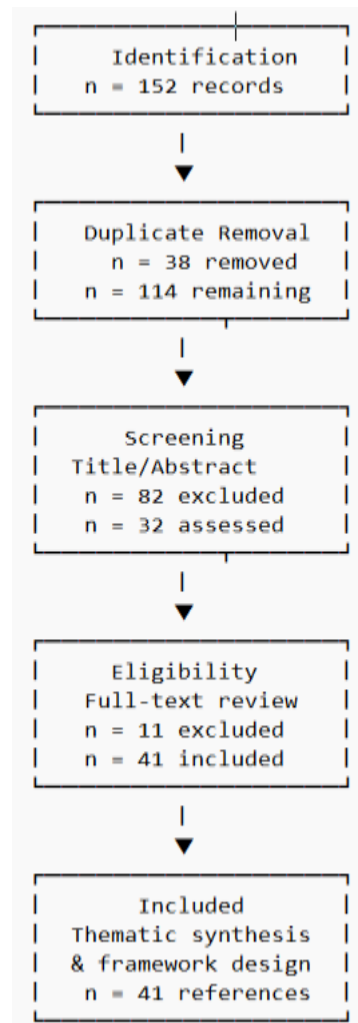 Identification
n = 152 records
Duplicate Removal
n = 38 removed
n = 114 remaining
Screening
Title/Abstract
n = 82 excluded
n = 32 assessed
Eligibility
Full-text review
n = 11 excluded
n = 41 included
Included
Thematic synthesis
& framework design
n = 41 references